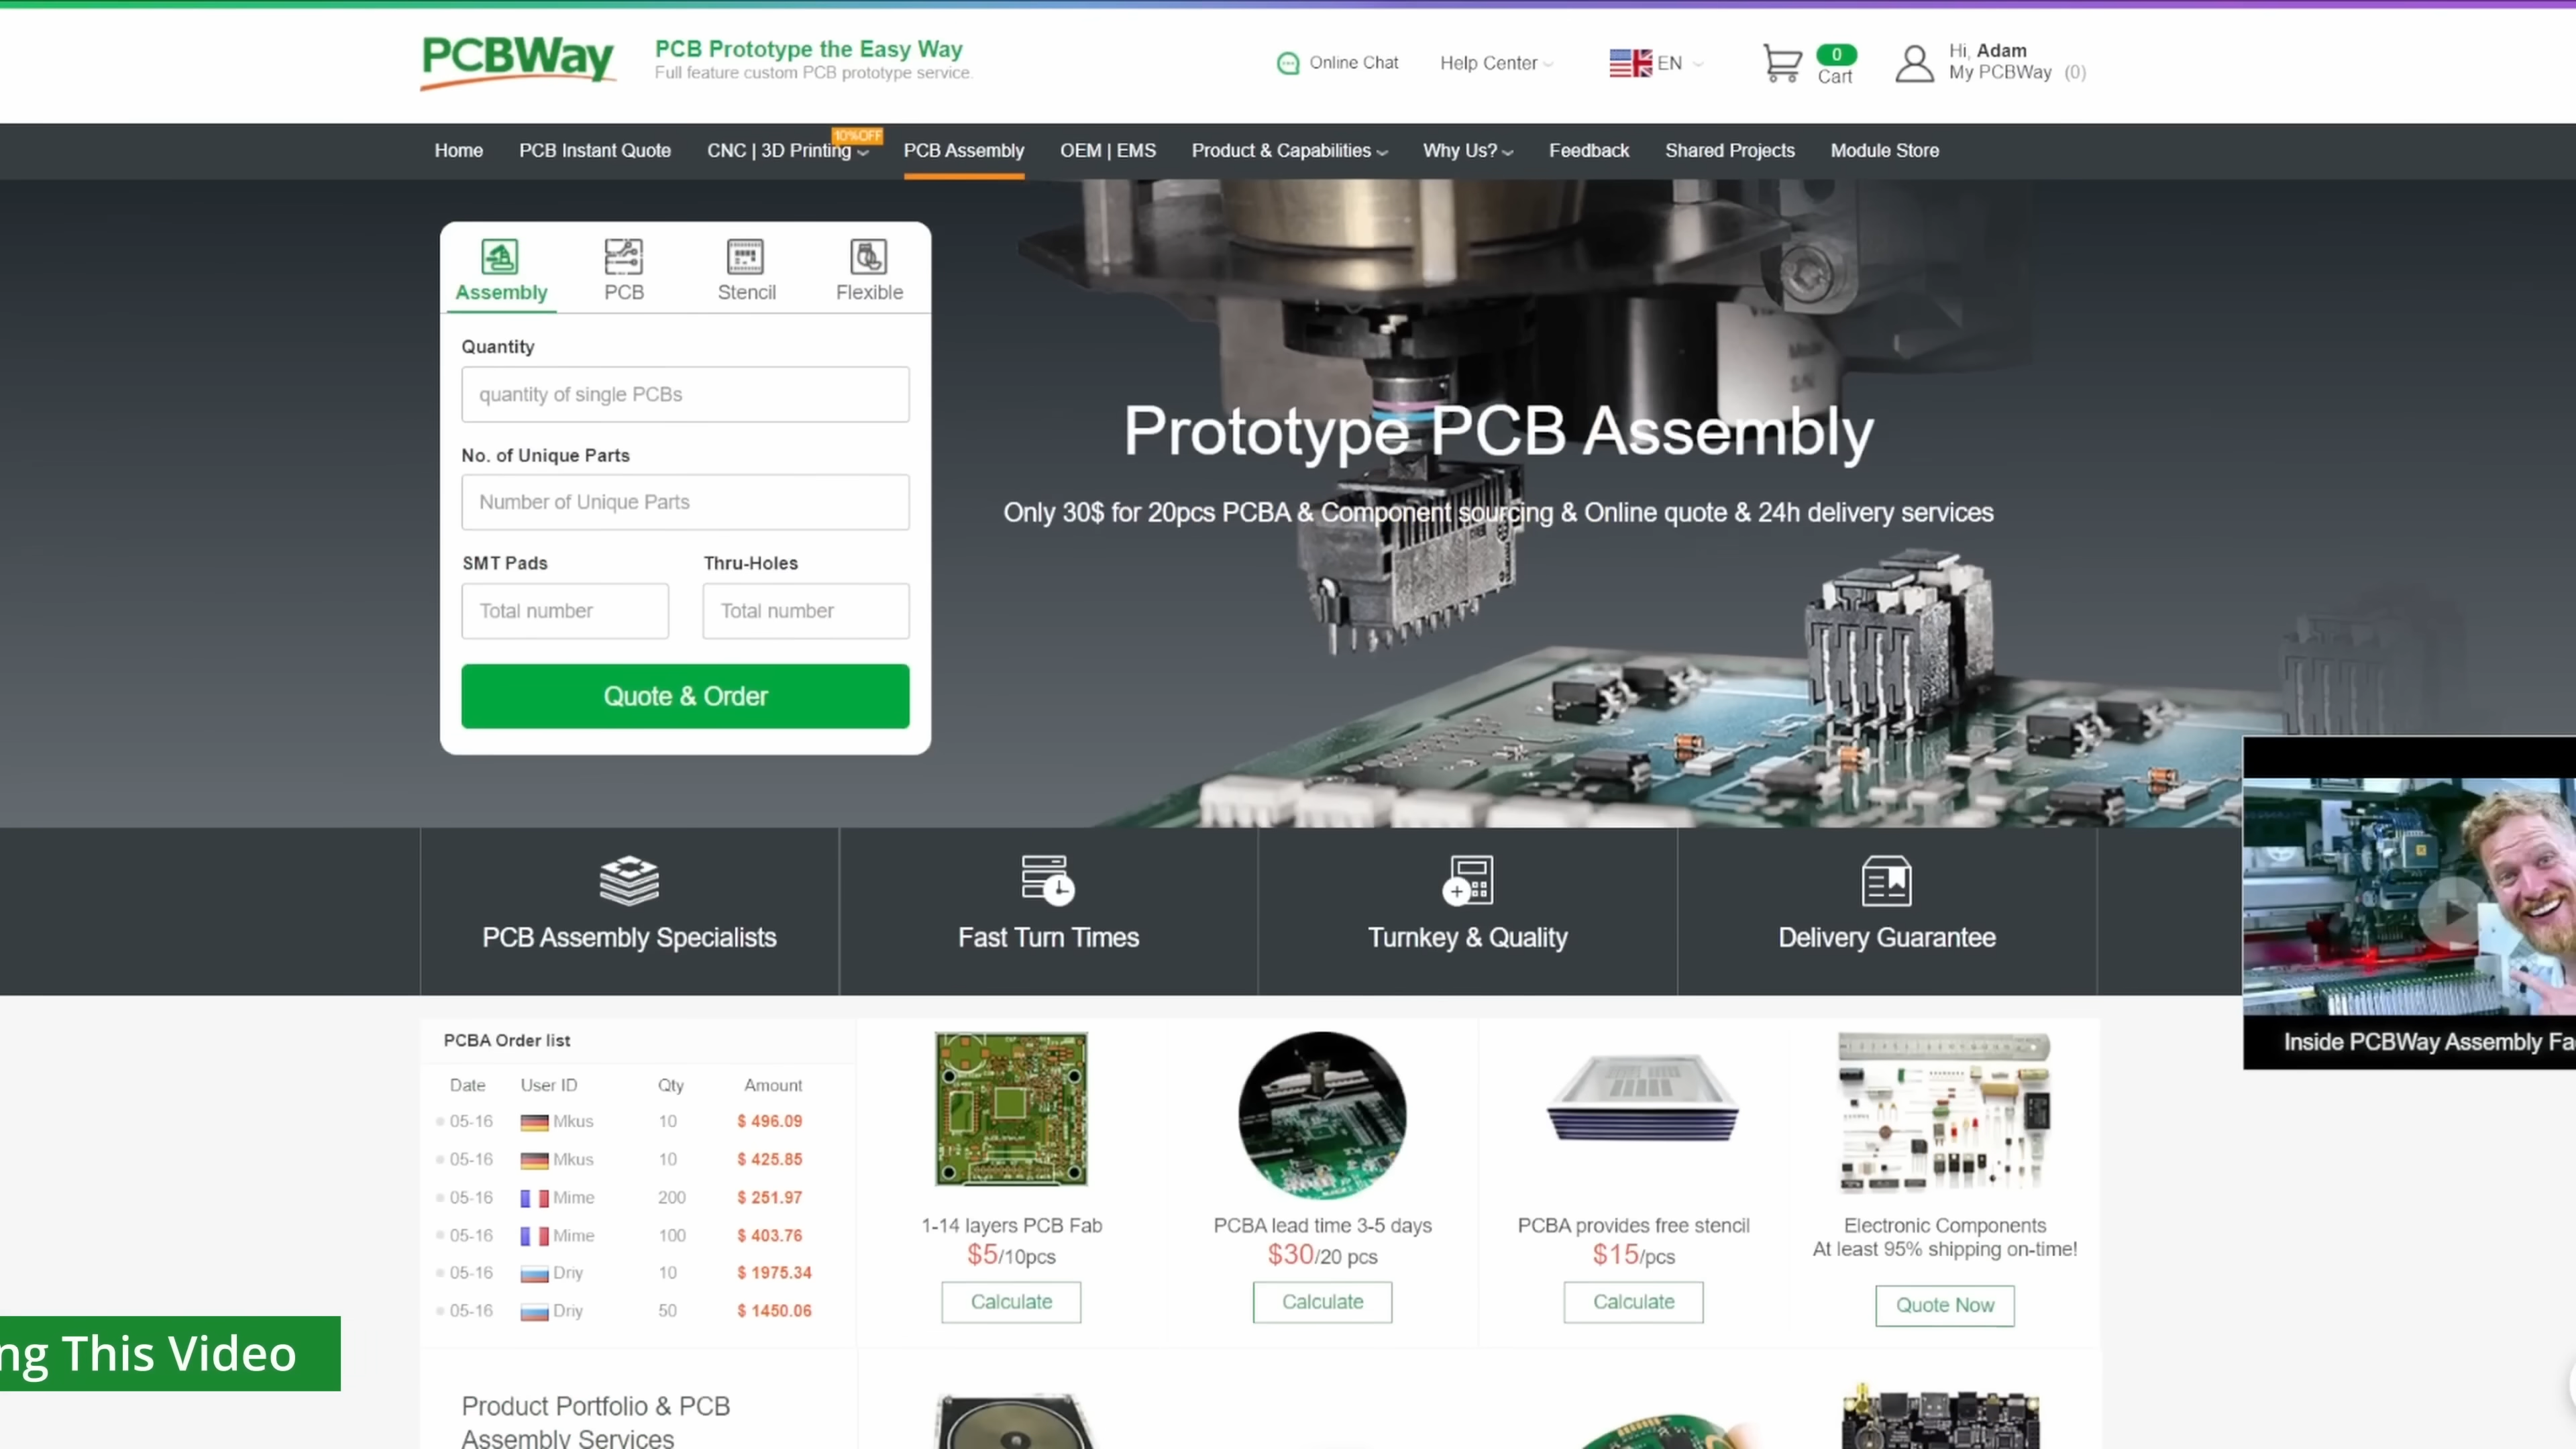 PCBWay
PCB Prototype the Easy Way
Full feature custom PCB prototype service.
Online Chat
Help Center
EN
0
Cart
Hi, Adam
My PCBWay (0)
10%OFF
Home
PCB Instant Quote
CNC | 3D Printing
PCB Assembly
OEM | EMS
Product & Capabilities
Why Us?
Feedback
Shared Projects
Module Store
Assembly
PCB
Stencil
Flexible
Quantity
quantity of single PCBs
No. of Unique Parts
Number of Unique Parts
SMT Pads
Thru-Holes
Total number
Total number
Quote & Order
Prototype PCB Assembly
Only 30$ for 20pcs PCBA & Component sourcing & Online quote & 24h delivery services
PCB Assembly Specialists
Fast Turn Times
Turnkey & Quality
Delivery Guarantee
Inside PCBWay Assembly Fa
PCBA Order list
Date User ID Qty Amount
05-16 Mkus 10 $ 496.09
05-16 Mkus 10 $ 425.85
05-16 Mime 200 $ 251.97
05-16 Mime 100 $ 403.76
05-16 Driy 10 $ 1975.34
05-16 Driy 50 $ 1450.06
1-14 layers PCB Fab
$5/10pcs
Calculate
PCBA lead time 3-5 days
$30/20 pcs
Calculate
PCBA provides free stencil
$15/pcs
Calculate
Electronic Components
At least 95% shipping on-time!
Quote Now
ng This Video
Product Portfolio & PCB
Assembly Services